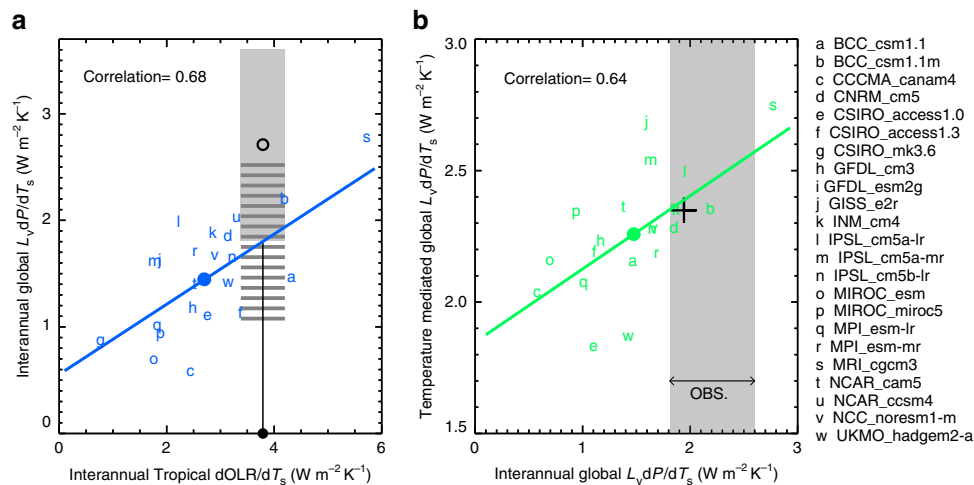 a
Correlation= 0.68
Interannual global LvdP/dTs (W m−2 K−1)
3
2
1
0
0 2 4 6
Interannual Tropical dOLR/dTs (W m−2 K−1)
s
b
l
o
k
d
r
v
n
m
j
a
t
w
h
e
f
q
p
g
o
c
b
Correlation = 0.64
Temperature mediated global LvdP/dTs (W m−2 K−1)
3.0
2.5
2.0
1.5
0 1 2 3
Interannual global LvdP/dTs (W m−2 K−1)
OBS.
s
j
m
l
p
t
b
d
h
f
r
o
a
q
c
w
e
a BCC_csm1.1
b BCC_csm1.1m
c CCCMA_canam4
d CNRM_cm5
e CSIRO_access1.0
f CSIRO_access1.3
g CSIRO_mk3.6
h GFDL_cm3
i GFDL_esm2g
j GISS_e2r
k INM_cm4
l IPSL_cm5a-lr
m IPSL_cm5a-mr
n IPSL_cm5b-lr
o MIROC_esm
p MIROC_miroc5
q MPI_esm-lr
r MPI_esm-mr
s MRI_cgcm3
t NCAR_cam5
u NCAR_ccsm4
v NCC_noresm1-m
w UKMO_hadgem2-a